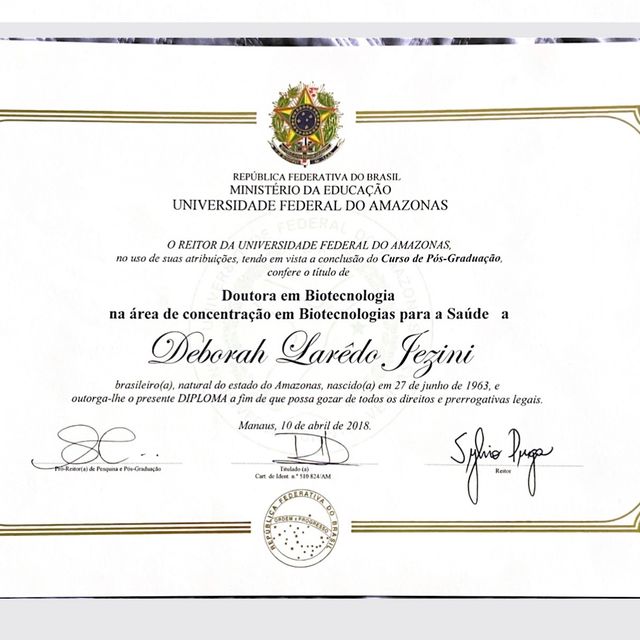 REPÚBLICA FEDERATIVA DO BRASIL
MINISTÉRIO DA EDUCAÇÃO
UNIVERSIDADE FEDERAL DO AMAZONAS
O REITOR DA UNIVERSIDADE FEDERAL DO AMAZONAS,
no uso de suas atribuições, tendo em vista a conclusão do Curso de Pós-Graduação,
confere o título de
Doutora em Biotecnologia
na área de concentração em Biotecnologias para a Saúde a
Deborah Larêdo Jezini
brasileiro(a), natural do estado do Amazonas, nascido(a) em 27 de junho de 1963, e
outorga-lhe o presente DIPLOMA a fim de que possa gozar de todos os direitos e prerrogativas legais.
Manaus, 10 de abril de 2018.
Sylvio Puga
Pró-Reitor(a) de Pesquisa e Pós-Graduação
Titulado (a)
Cart. de Ident. n.º 510 824/AM
Reitor
REPÚBLICA FEDERATIVA DO BRASIL
ORDEM E PROGRESSO